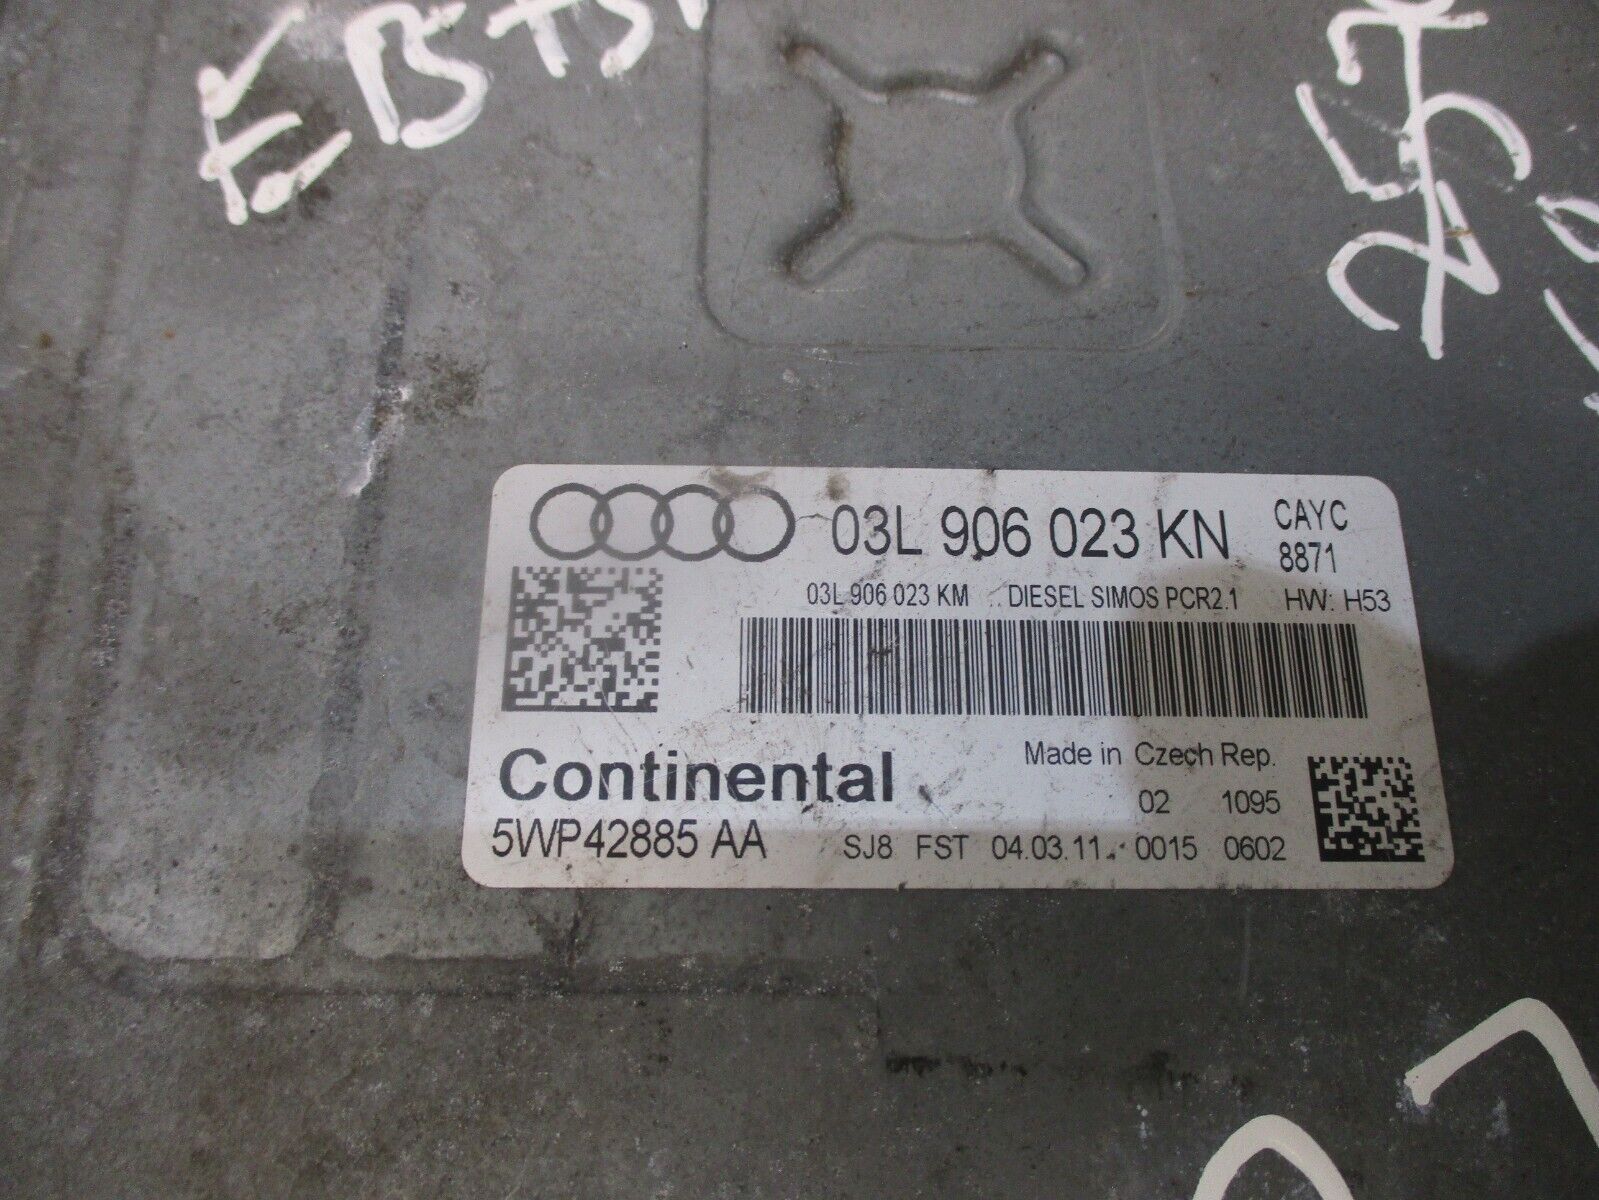 03L 906 023 KN CAYC
8871
03L 906 023 KM DIESEL SIMOS PCR2.1 HW: H53
Continental
Made in Czech Rep.
02 1095
5WP42885 AA SJ8 FST 04.03.11 0015 0602